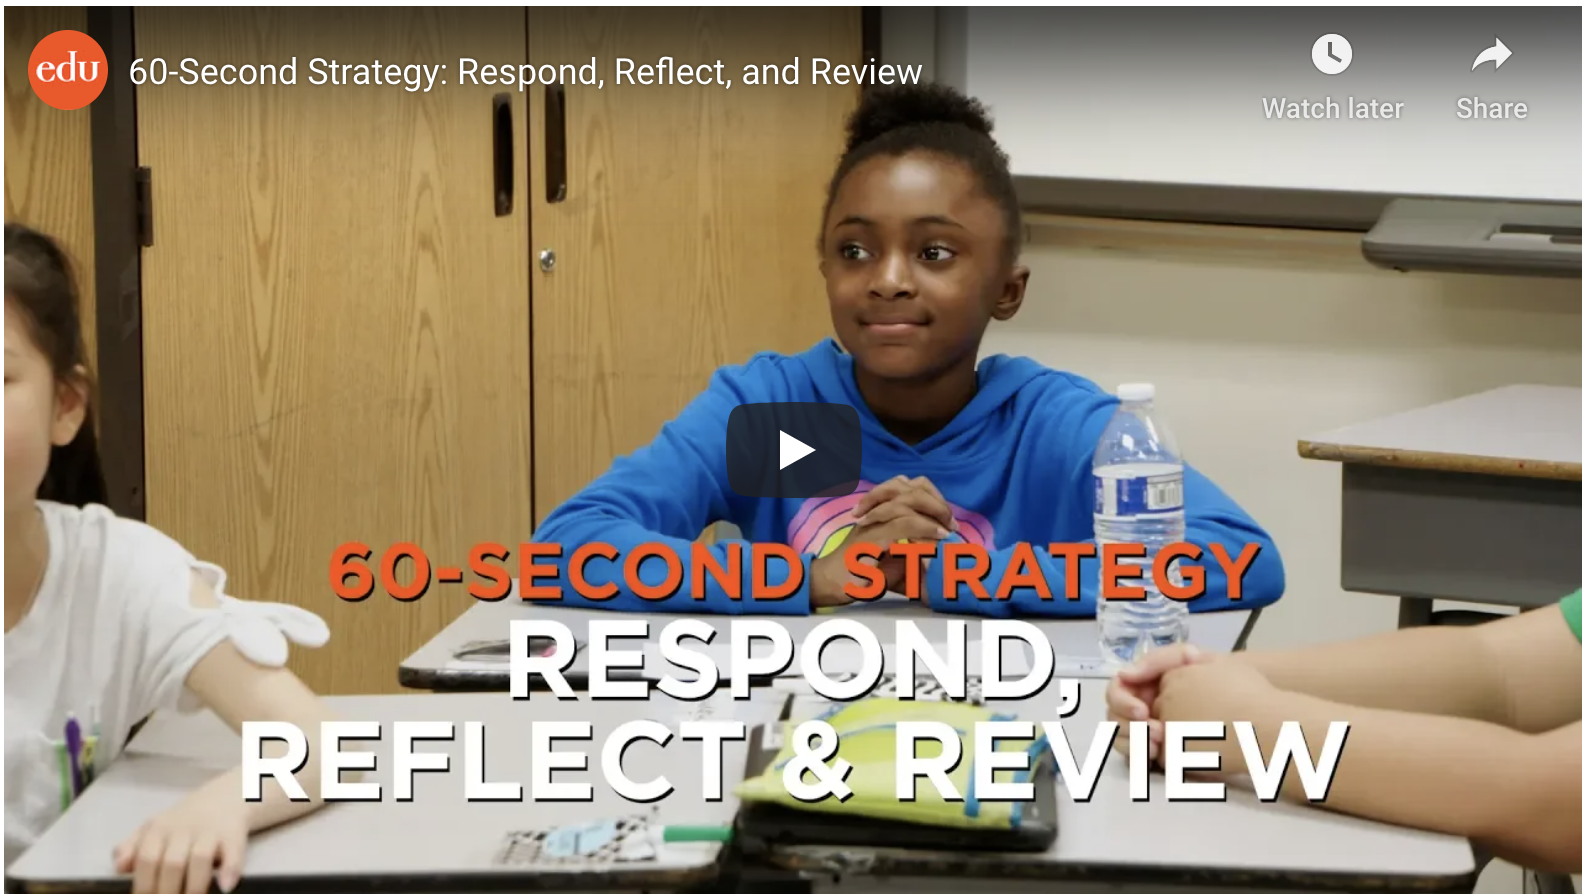 edu
60-Second Strategy: Respond, Reflect, and Review
Watch later
Share
60-SECOND STRATEGY
RESPOND,
REFLECT & REVIEW